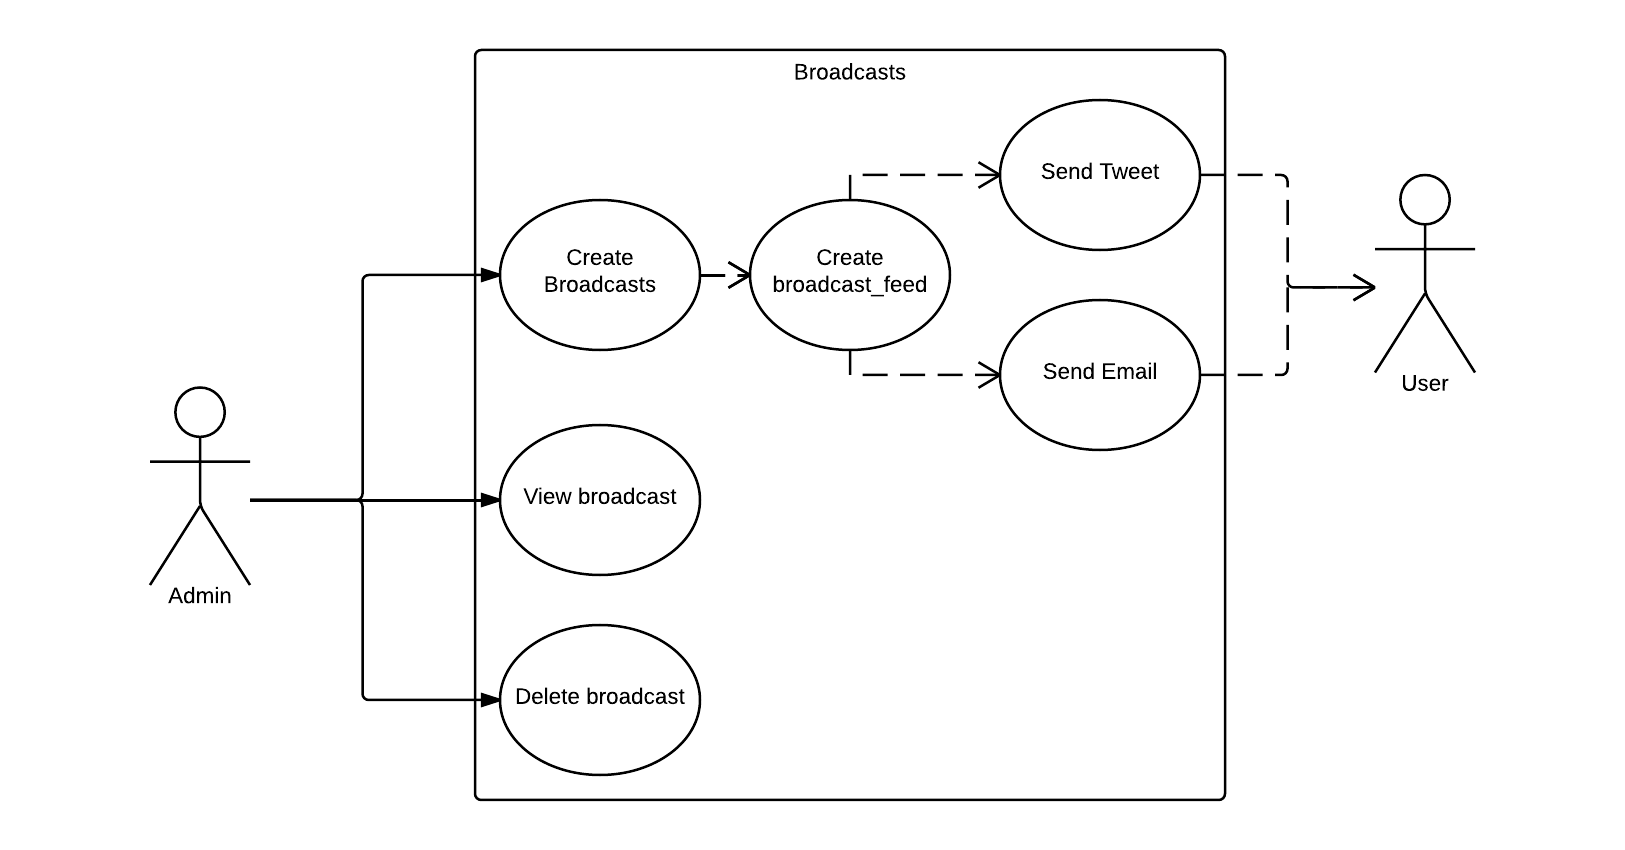 Broadcasts
Send Tweet
Create
Broadcasts
Create
broadcast_feed
Send Email
User
View broadcast
Admin
Delete broadcast